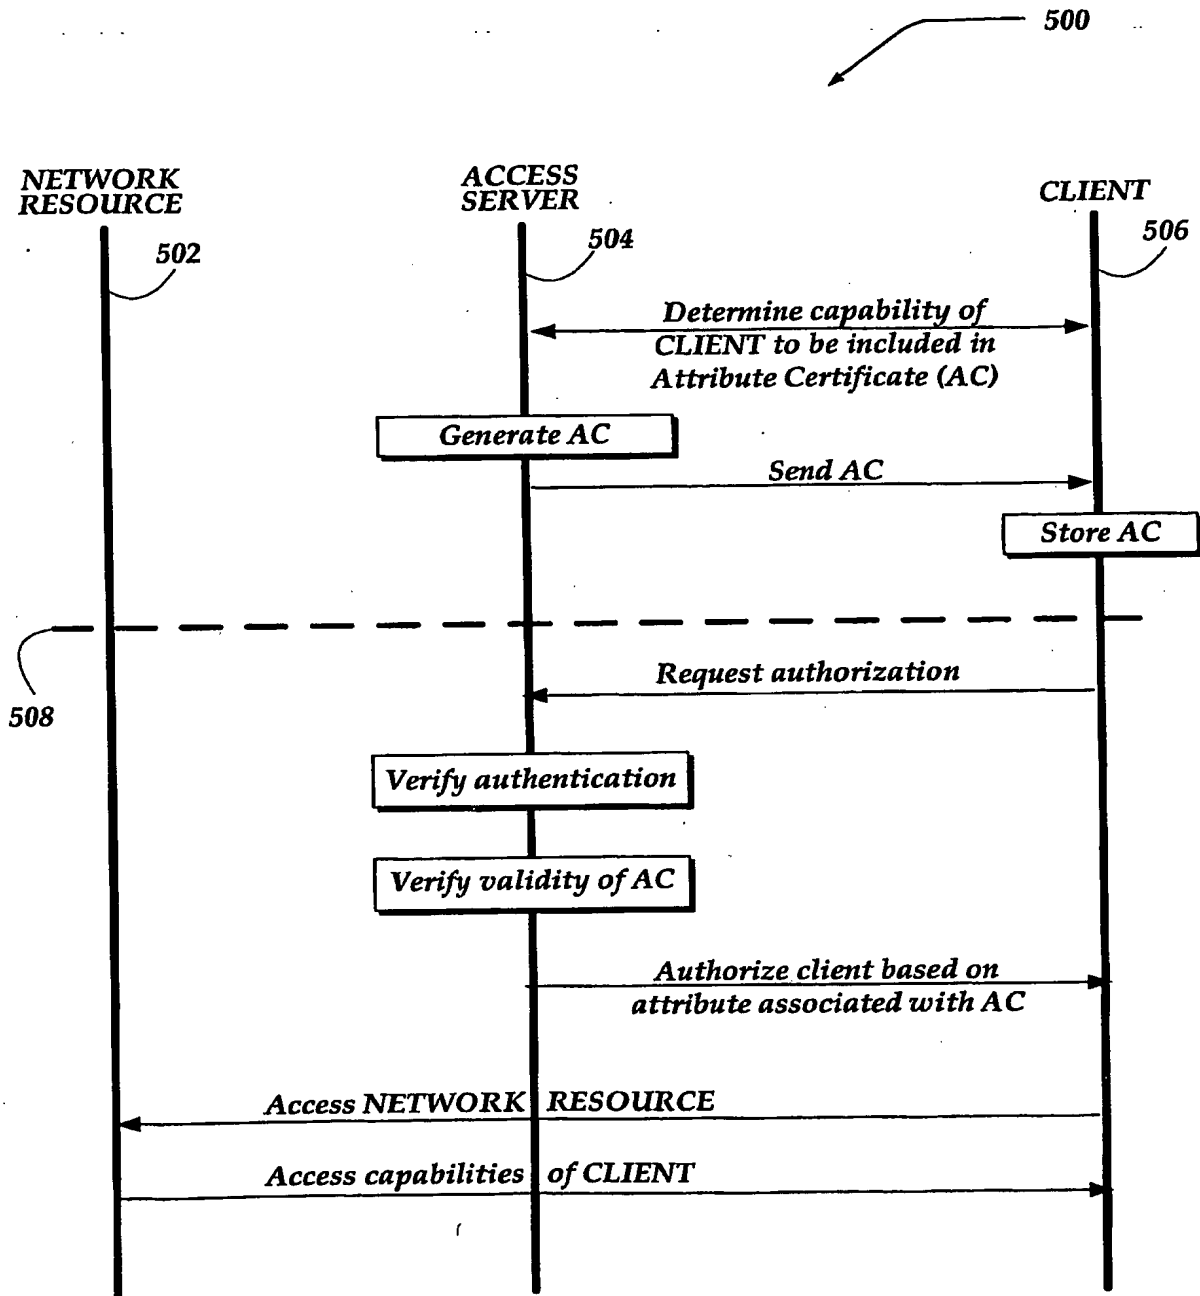 500
NETWORK
RESOURCE
ACCESS
SERVER
CLIENT
502
504
506
Determine capability of
CLIENT to be included in
Attribute Certificate (AC)
Generate AC
Send AC
Store AC
508
Request authorization
Verify authentication
Verify validity of AC
Authorize client based on
attribute associated with AC
Access NETWORK RESOURCE
Access capabilities of CLIENT